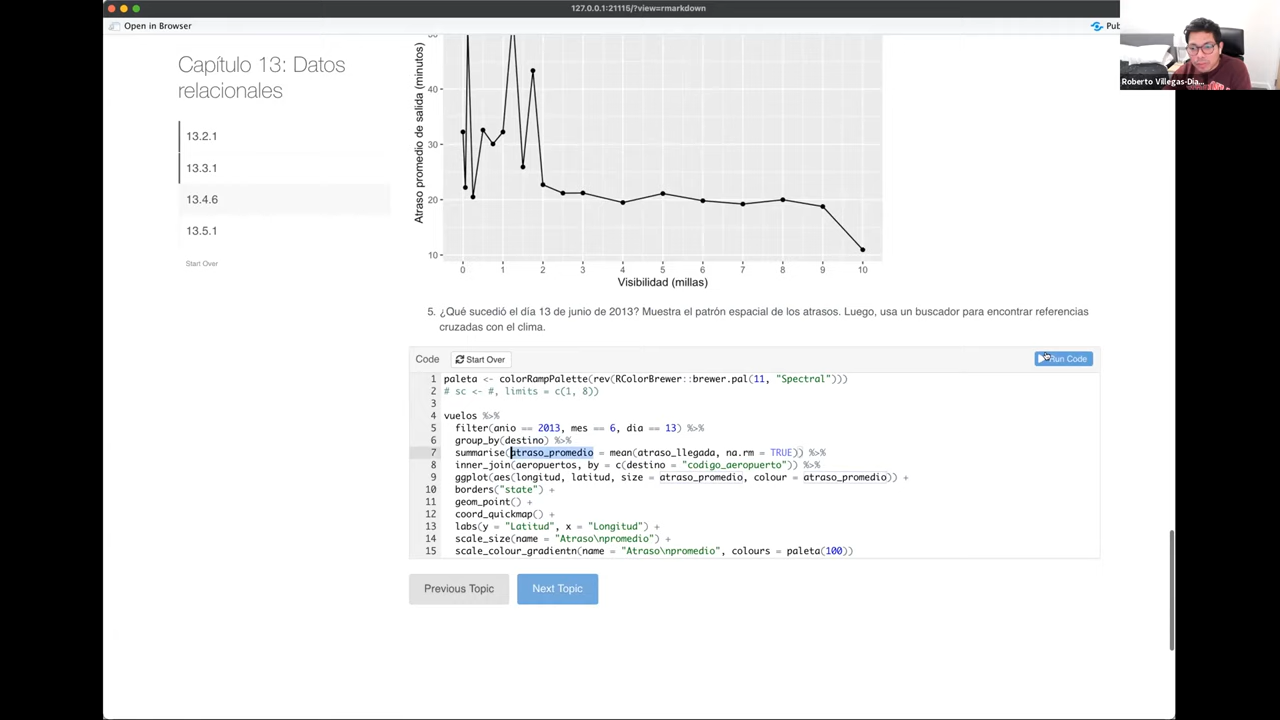 127.0.0.1:21115/?view=rmarkdown
Open in Browser
Roberto Villegas-Dia...
Capítulo 13: Datos
relacionales
13.2.1
13.3.1
13.4.6
13.5.1
Start Over
Atraso promedio de salida (minutos)
40
30
20
10
0 1 2 3 4 5 6 7 8 9 10
Visibilidad (millas)
5. ¿Qué sucedió el día 13 de junio de 2013? Muestra el patrón espacial de los atrasos. Luego, usa un buscador para encontrar referencias
cruzadas con el clima.
Code Start Over Run Code
1 paleta <- colorRampPalette(rev(RColorBrewer::brewer.pal(11, "Spectral")))
2 # sc <- #, limits = c(1, 8))
3
4 vuelos %>%
5 filter(anio == 2013, mes == 6, dia == 13) %>%
6 group_by(destino) %>%
7 summarise(atraso_promedio = mean(atraso_llegada, na.rm = TRUE)) %>%
8 inner_join(aeropuertos, by = c(destino = "codigo_aeropuerto")) %>%
9 ggplot(aes(longitud, latitud, size = atraso_promedio, colour = atraso_promedio)) +
10 borders("state") +
11 geom_point() +
12 coord_quickmap() +
13 labs(y = "Latitud", x = "Longitud") +
14 scale_size(name = "Atraso\npromedio") +
15 scale_colour_gradientn(name = "Atraso\npromedio", colours = paleta(100))
Previous Topic Next Topic